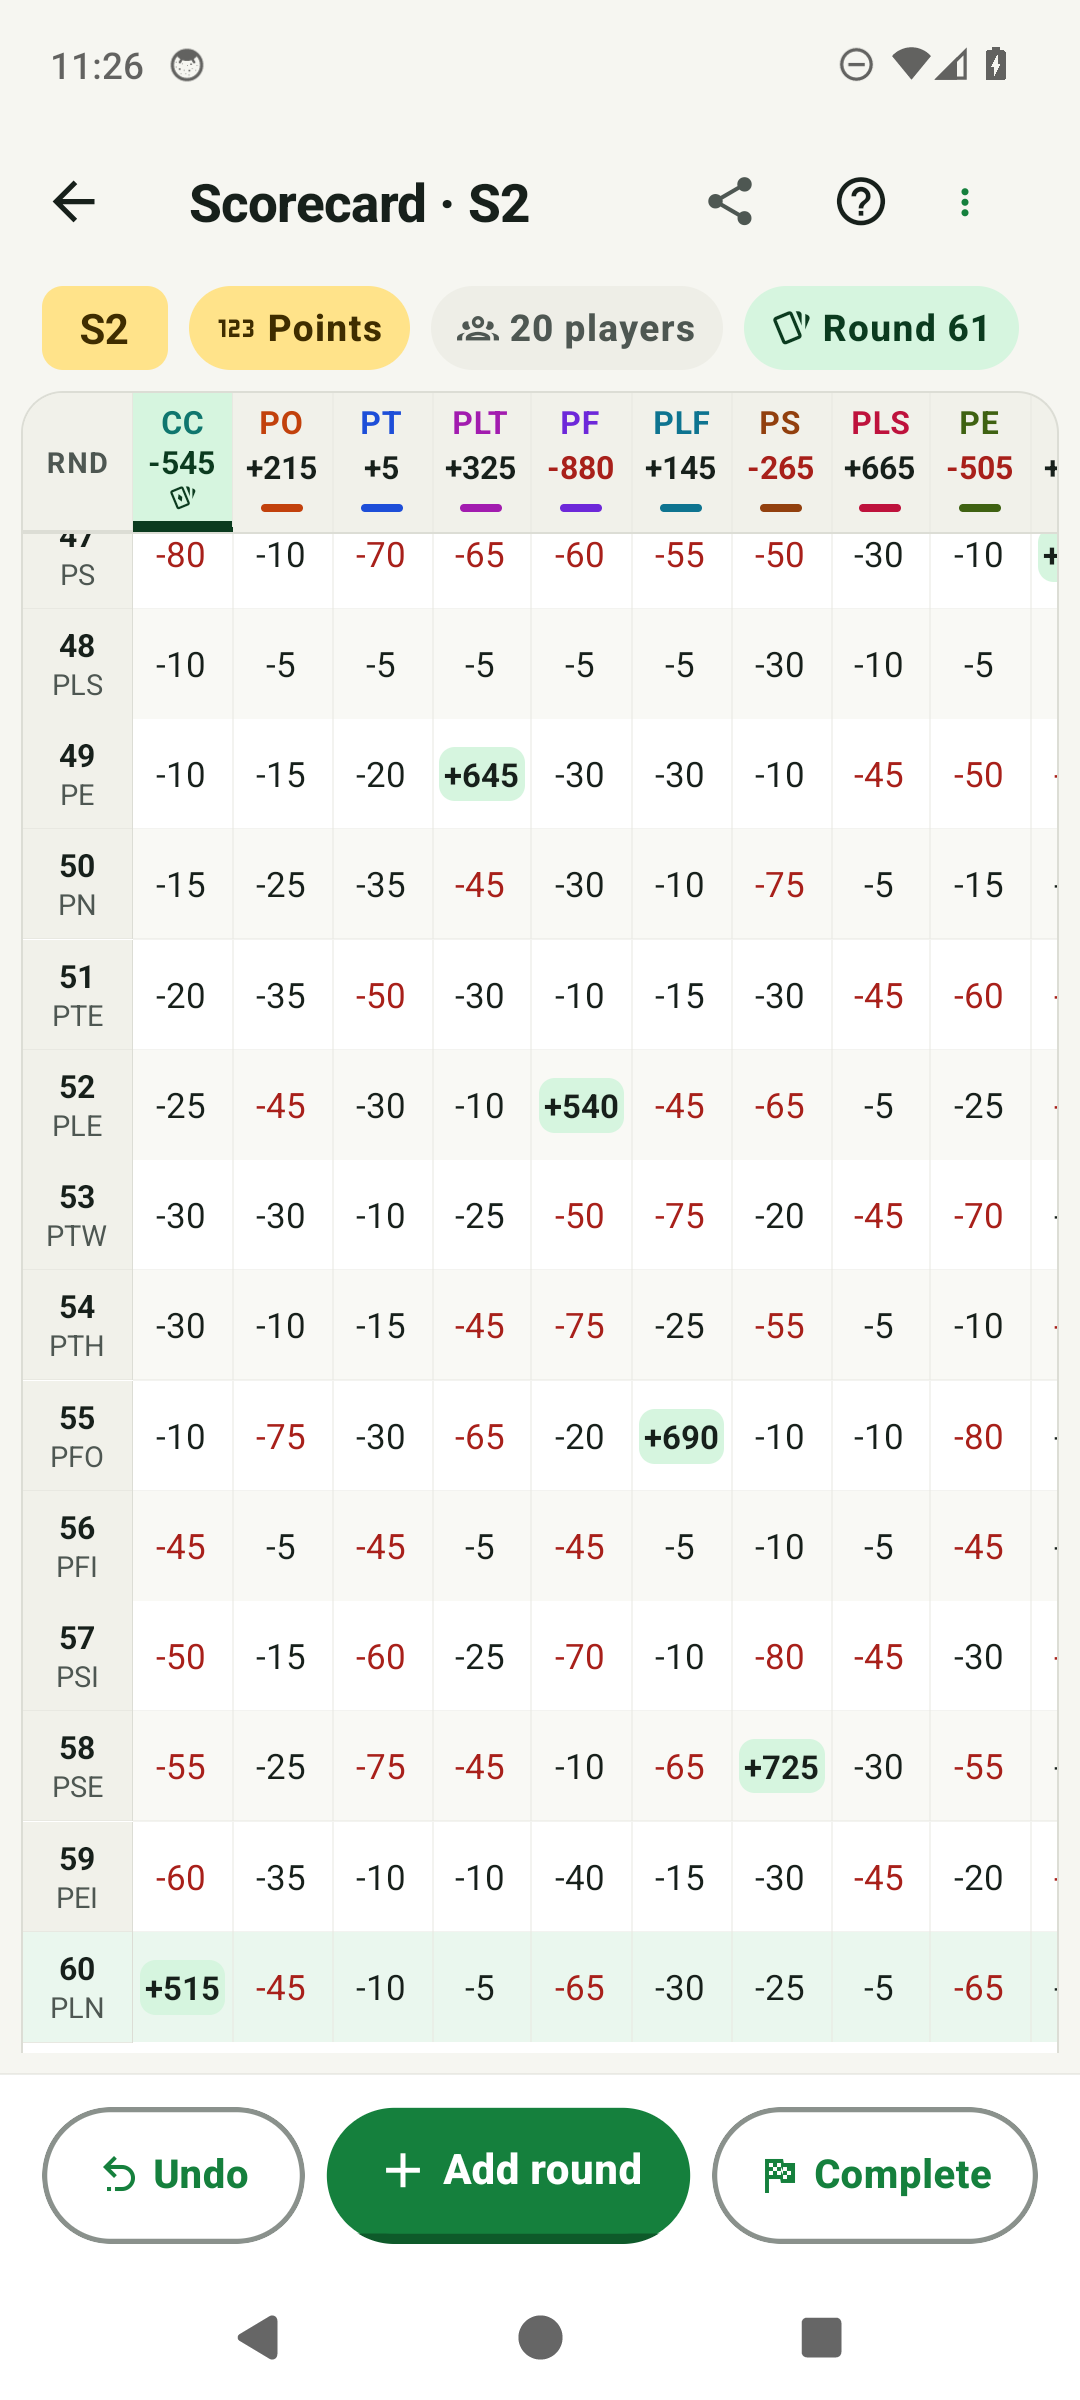 11:26
Scorecard · S2
S2 123 Points 20 players Round 61
RND CC PO PT PLT PF PLF PS PLS PE
-545 +215 +5 +325 -880 +145 -265 +665 -505 +
47 PS -80 -10 -70 -65 -60 -55 -50 -30 -10 +
48 PLS -10 -5 -5 -5 -5 -5 -30 -10 -5
49 PE -10 -15 -20 +645 -30 -30 -10 -45 -50 -
50 PN -15 -25 -35 -45 -30 -10 -75 -5 -15 -
51 PTE -20 -35 -50 -30 -10 -15 -30 -45 -60 -
52 PLE -25 -45 -30 -10 +540 -45 -65 -5 -25 -
53 PTW -30 -30 -10 -25 -50 -75 -20 -45 -70 -
54 PTH -30 -10 -15 -45 -75 -25 -55 -5 -10 -
55 PFO -10 -75 -30 -65 -20 +690 -10 -10 -80 -
56 PFI -45 -5 -45 -5 -45 -5 -10 -5 -45 -
57 PSI -50 -15 -60 -25 -70 -10 -80 -45 -30 -
58 PSE -55 -25 -75 -45 -10 -65 +725 -30 -55 -
59 PEI -60 -35 -10 -10 -40 -15 -30 -45 -20 -
60 PLN +515 -45 -10 -5 -65 -30 -25 -5 -65 -
Undo
Add round
Complete